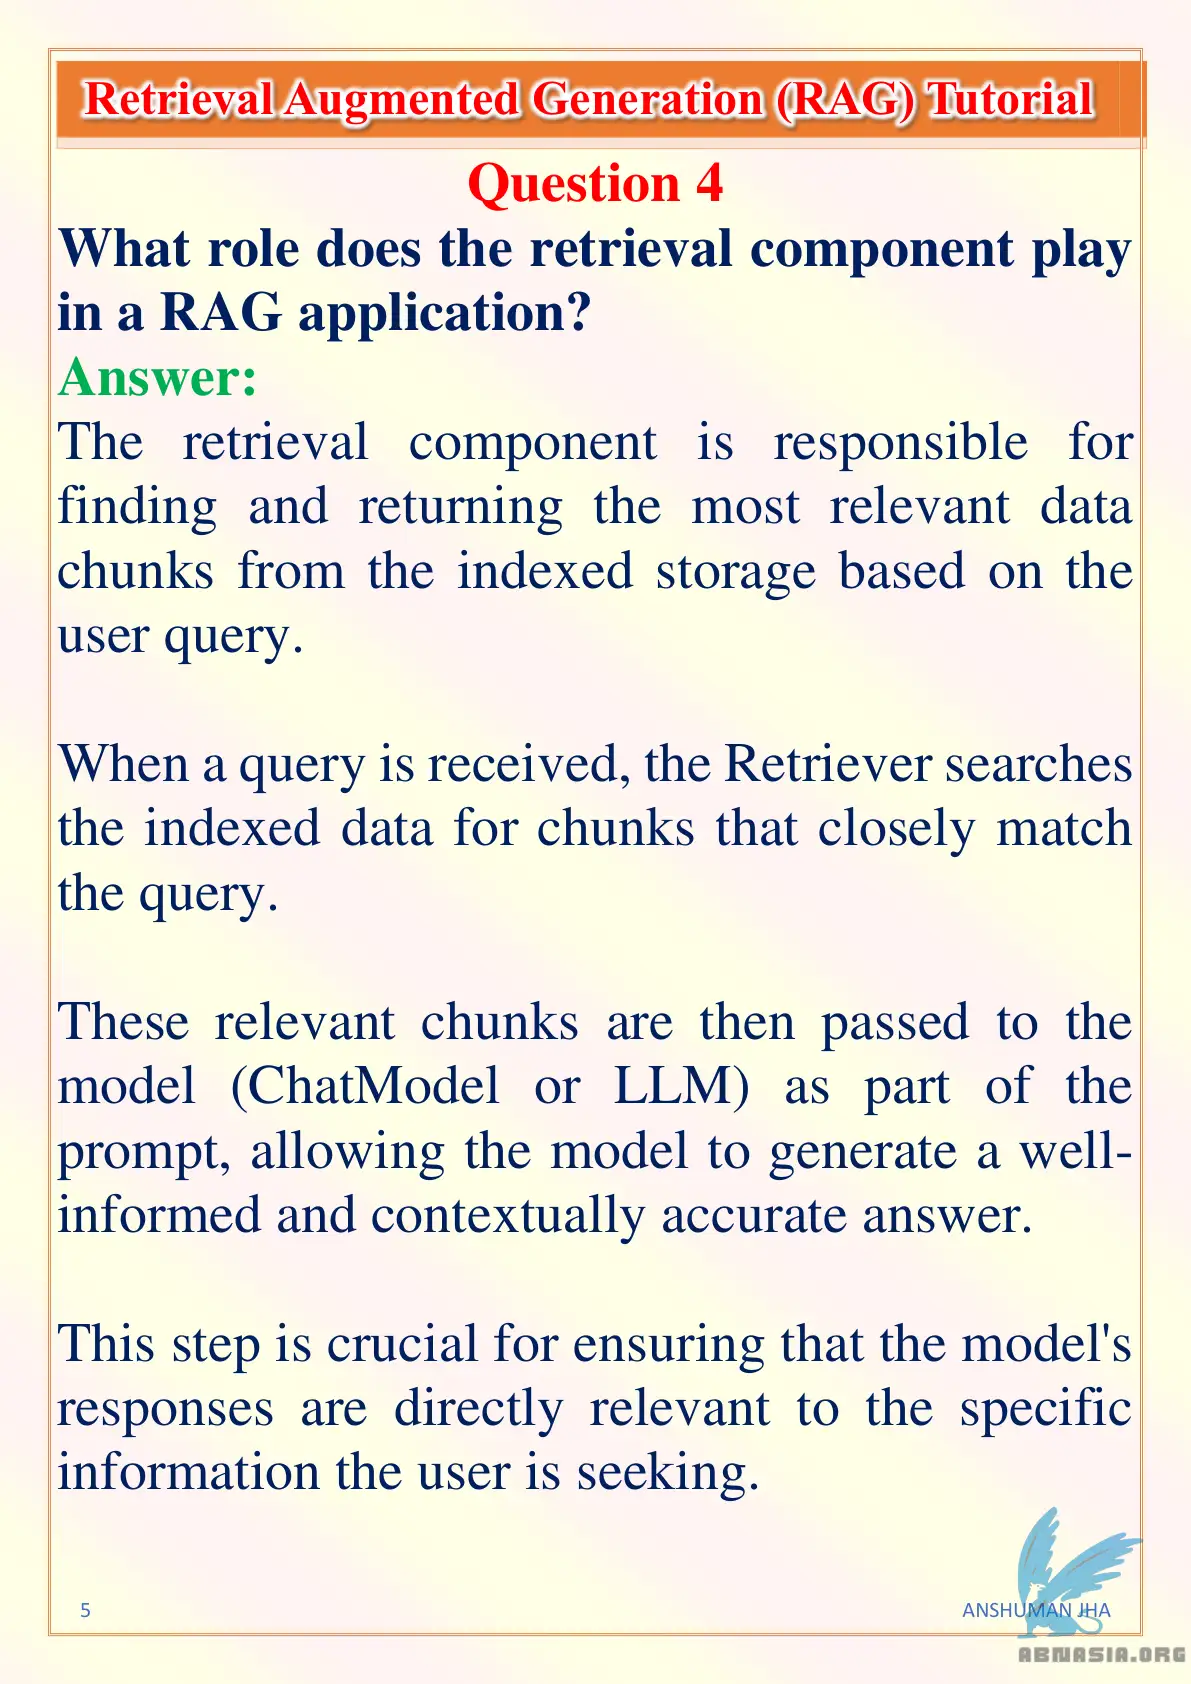 Retrieval Augmented Generation (RAG) Tutorial
Question 4
What role does the retrieval component play
in a RAG application?
Answer:
The retrieval component is responsible for
finding and returning the most relevant data
chunks from the indexed storage based on the
user query.
When a query is received, the Retriever searches
the indexed data for chunks that closely match
the query.
These relevant chunks are then passed to the
model (ChatModel or LLM) as part of the
prompt, allowing the model to generate a well-
informed and contextually accurate answer.
This step is crucial for ensuring that the model's
responses are directly relevant to the specific
information the user is seeking.
5
ANSHUMAN JHA
ABNASIA.ORG